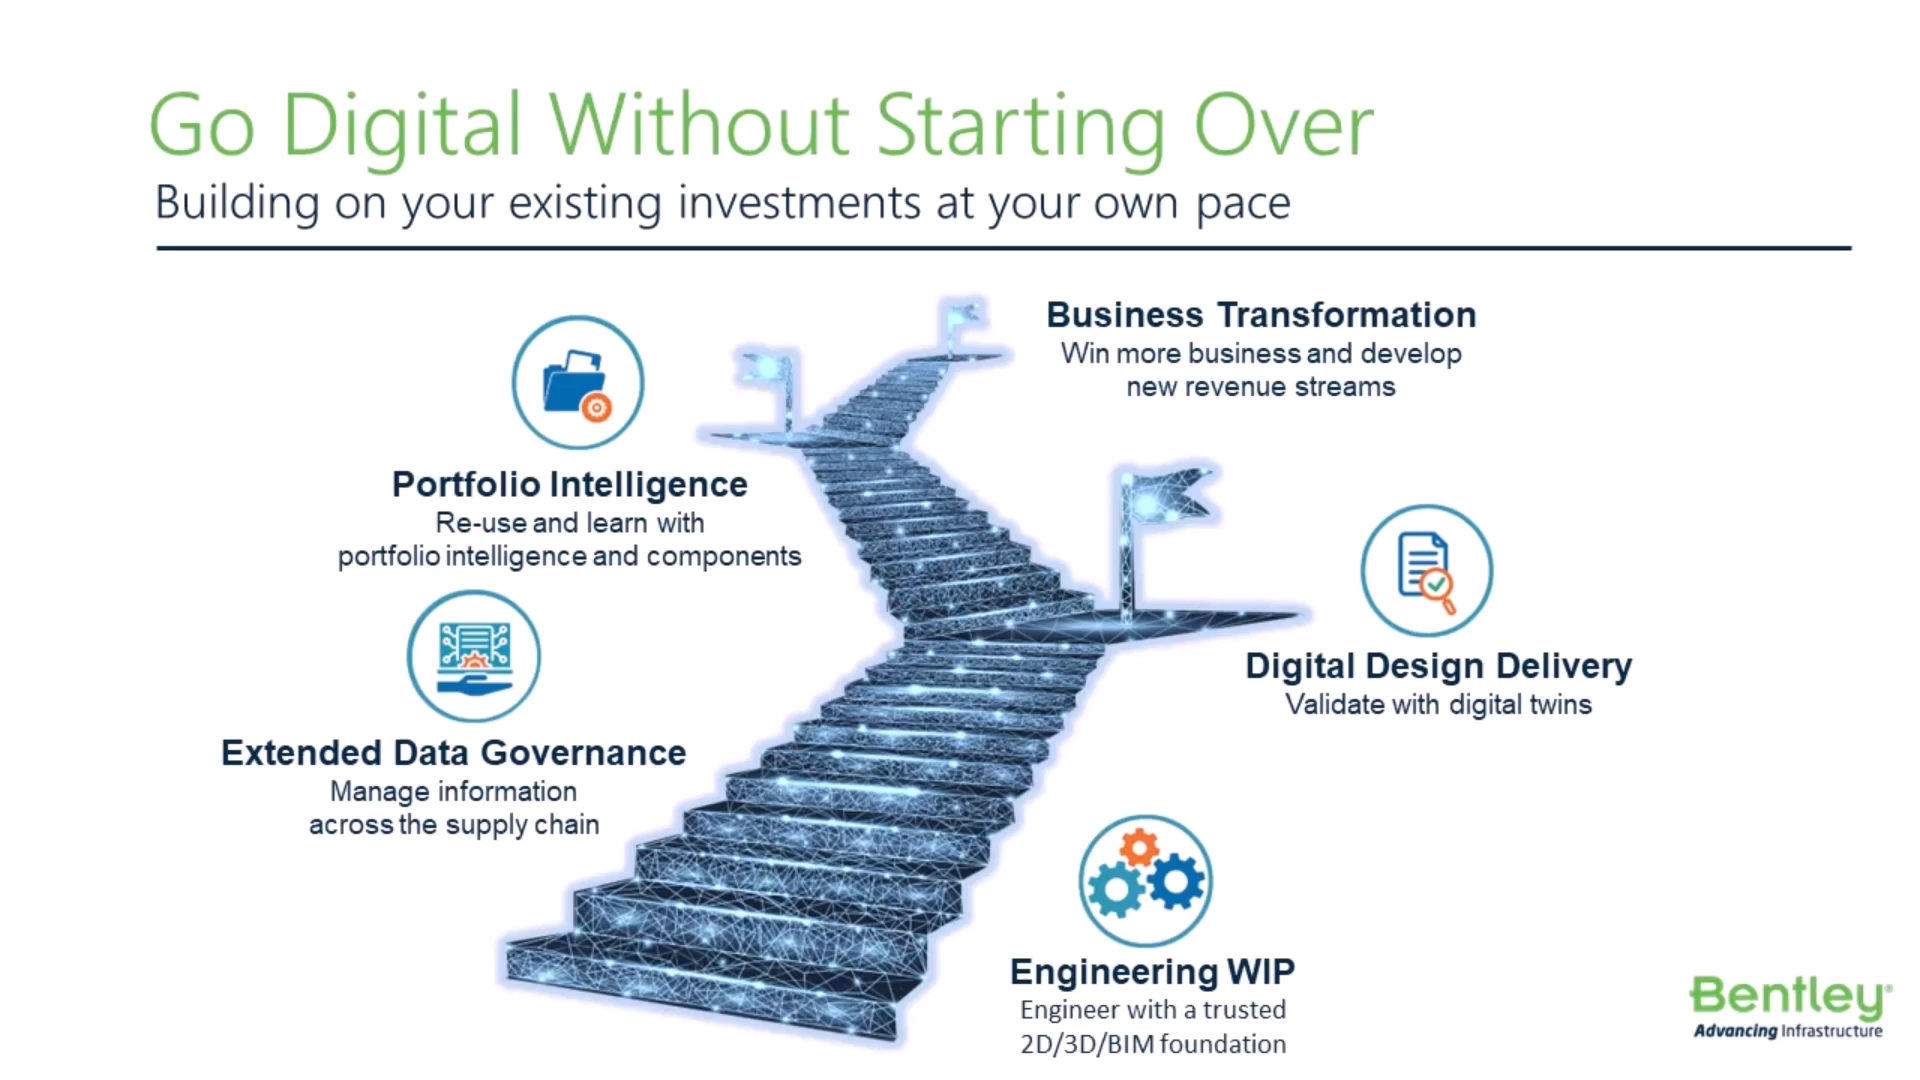 Go Digital Without Starting Over
Building on your existing investments at your own pace
Business Transformation
Win more business and develop
new revenue streams
Portfolio Intelligence
Re-use and learn with
portfolio intelligence and components
Digital Design Delivery
Validate with digital twins
Extended Data Governance
Manage information
across the supply chain
Engineering WIP
Engineer with a trusted
2D/3D/BIM foundation
Bentley®
Advancing Infrastructure